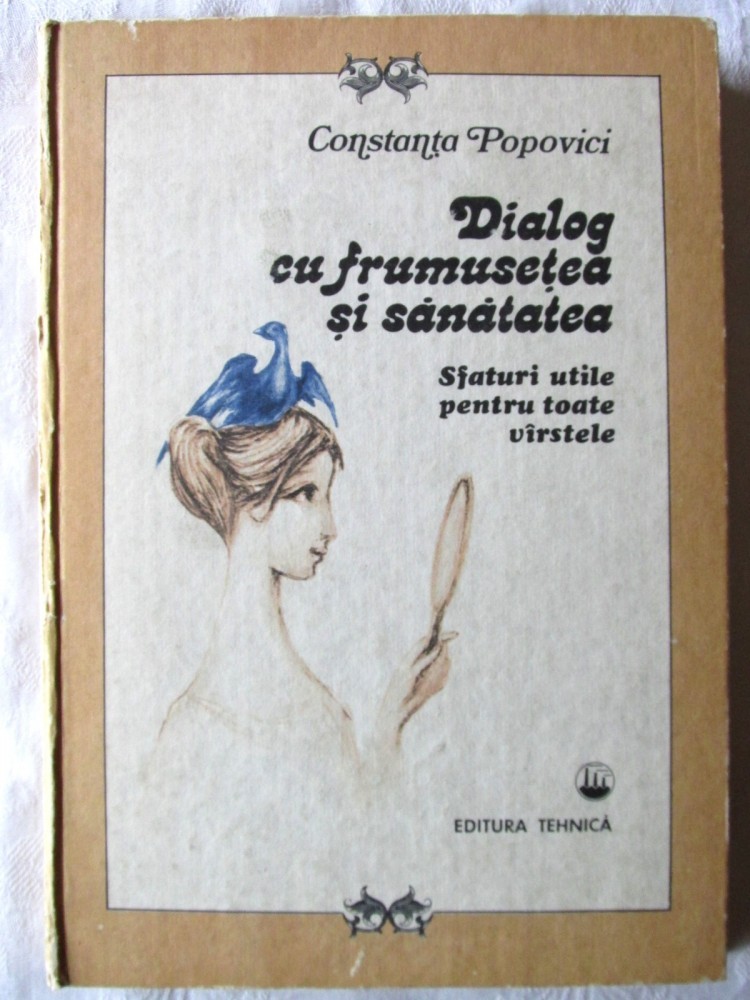 Constanța Popovici
Dialog
cu frumusețea
și sănătatea
Sfaturi utile
pentru toate
vîrstele
EDITURA TEHNICĂ